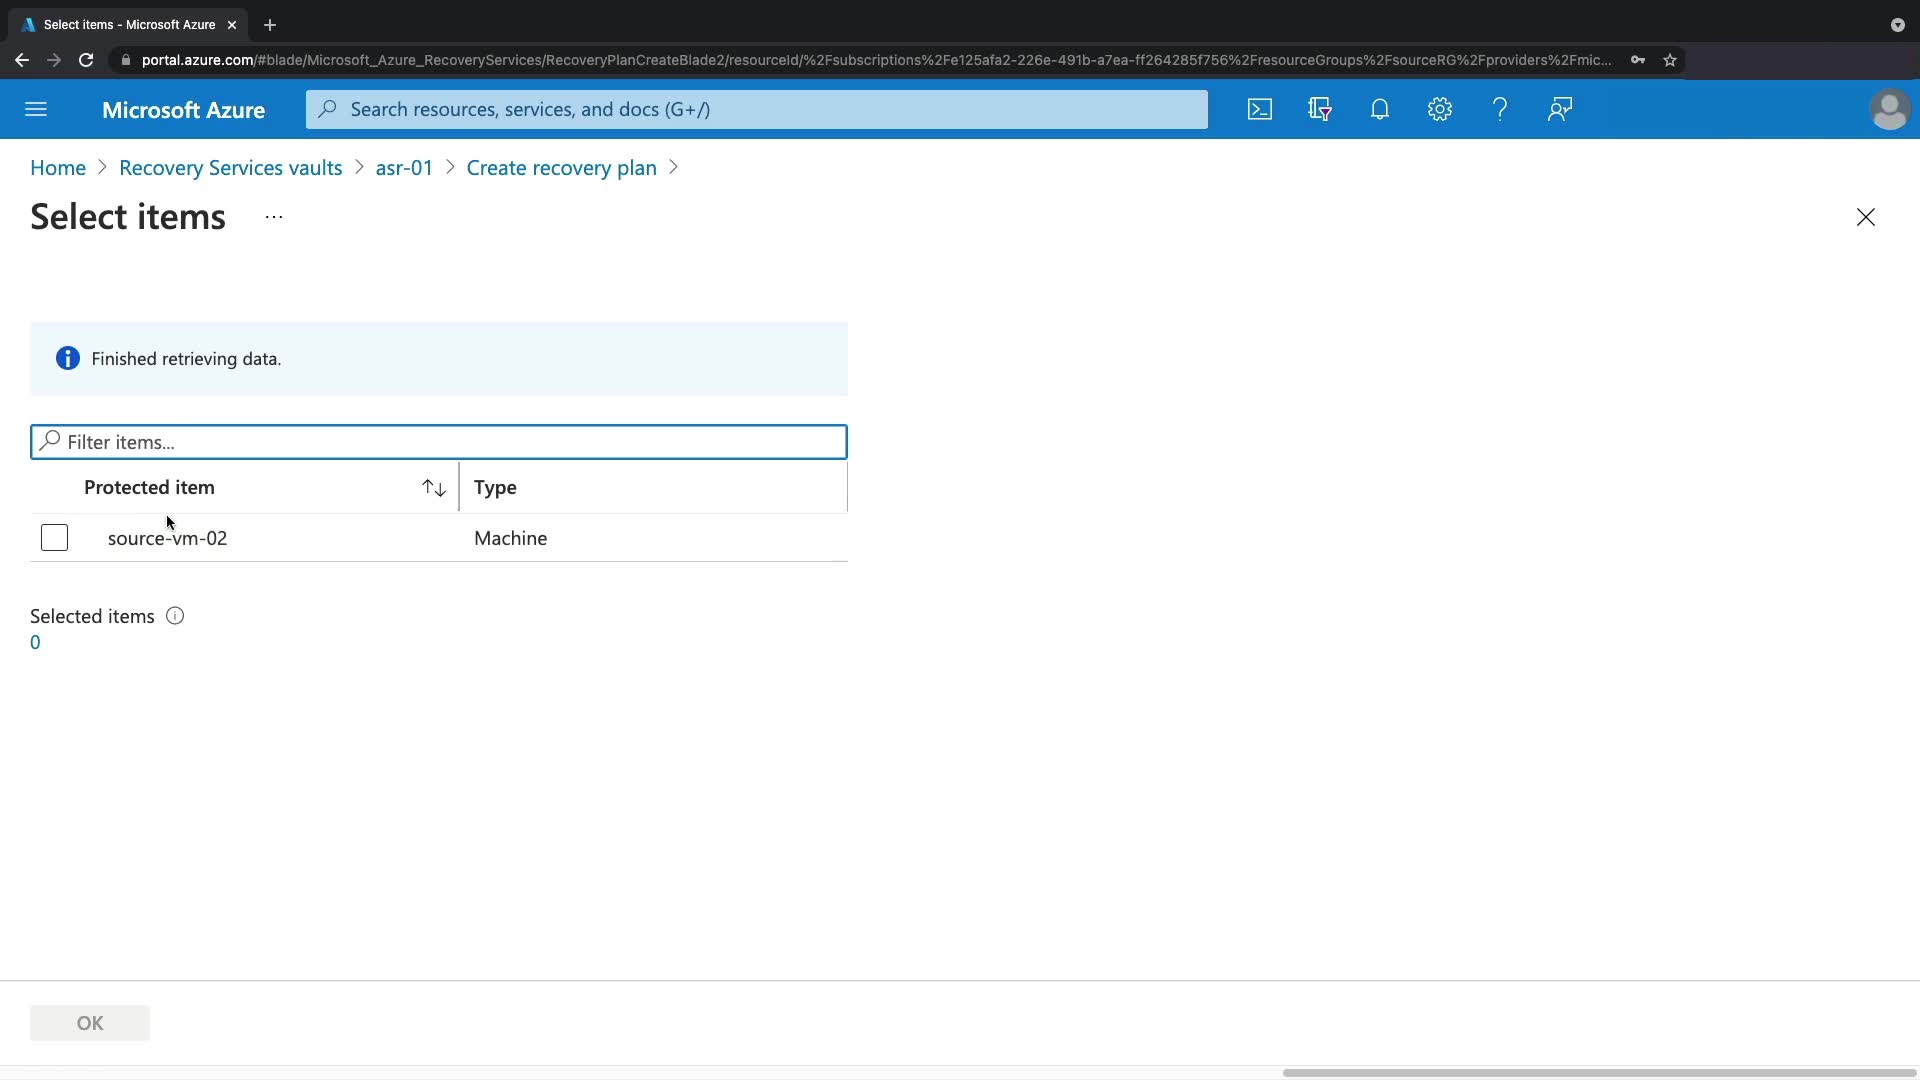 Select items - Microsoft Azure
portal.azure.com/#blade/Microsoft_Azure_RecoveryServices/RecoveryPlanCreateBlade2/resourceId/%2Fsubscriptions%2Fe125afa2-226e-491b-a7ea-ff264285f756%2FresourceGroups%2FsourceRG%2Fproviders%2Fmic...
Microsoft Azure
Search resources, services, and docs (G+/)
Home > Recovery Services vaults > asr-01 > Create recovery plan >
Select items ...
Finished retrieving data.
Filter items...
Protected item Type
source-vm-02 Machine
Selected items
0
OK